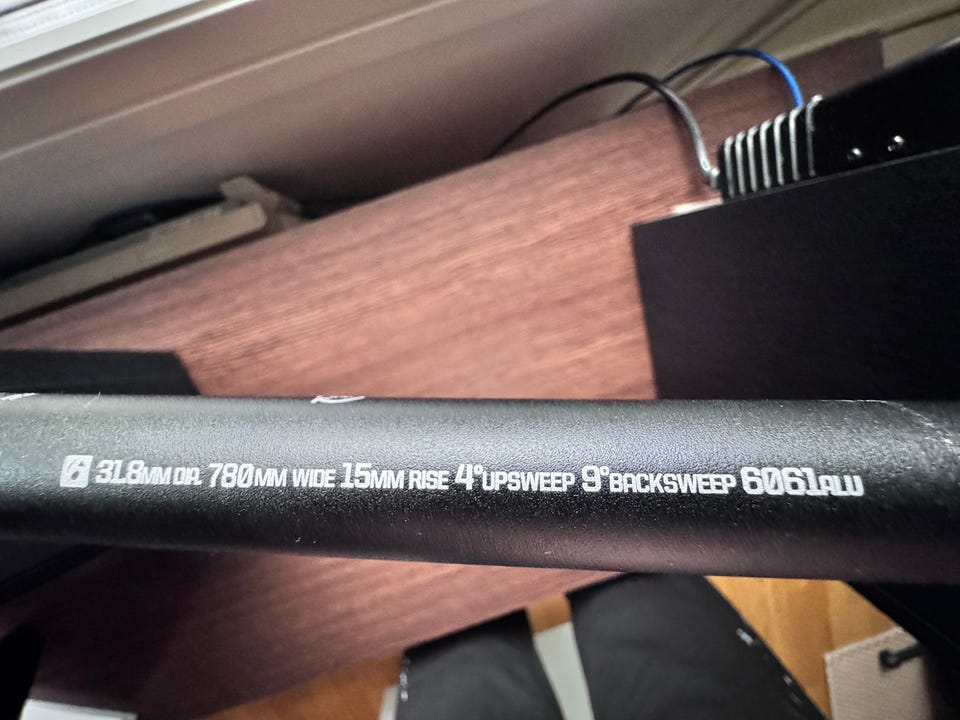 31.8MM DIA. 780MM WIDE 15MM RISE 4°UPSWEEP 9°BACKSWEEP 6061ALU